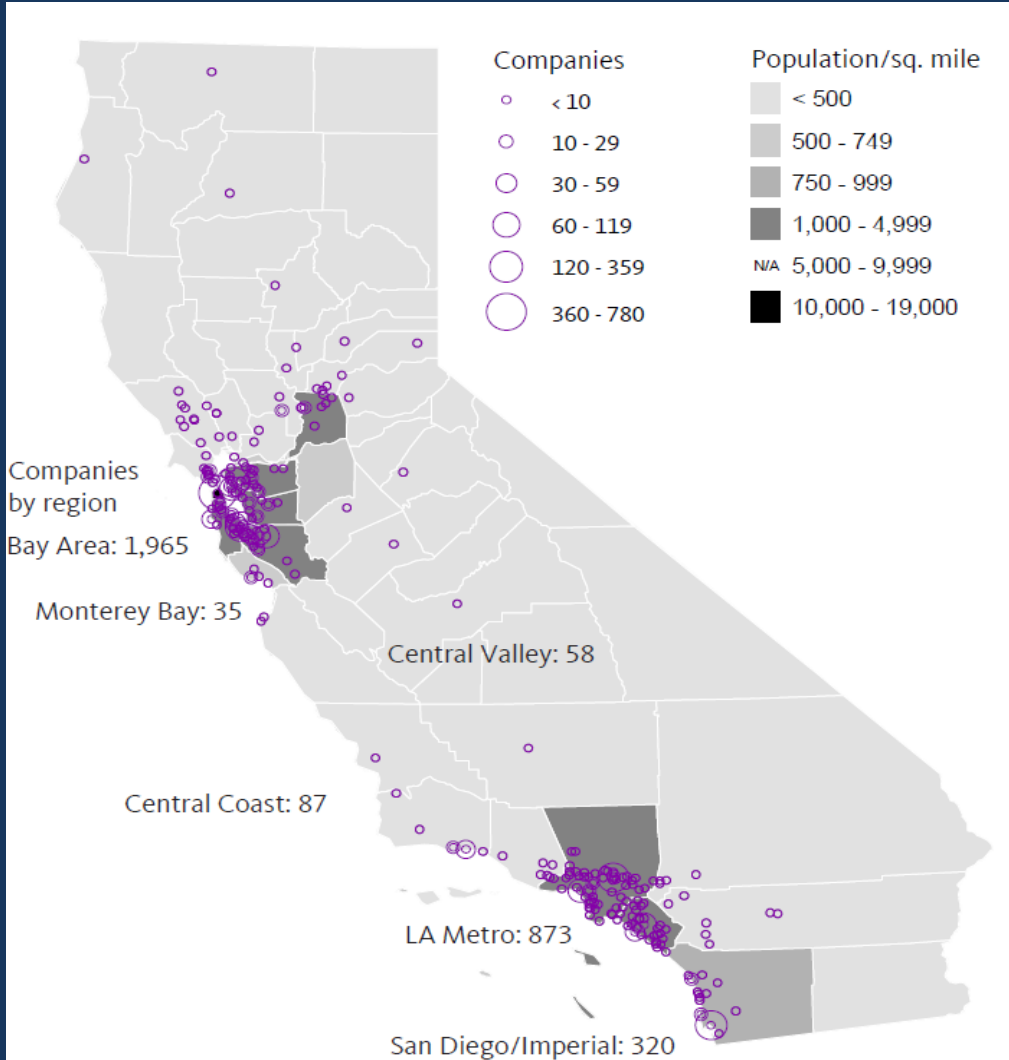 Companies
< 10
10 - 29
30 - 59
60 - 119
120 - 359
360 - 780
Population/sq. mile
< 500
500 - 749
750 - 999
1,000 - 4,999
N/A 5,000 - 9,999
10,000 - 19,000
Companies
by region
Bay Area: 1,965
Monterey Bay: 35
Central Valley: 58
Central Coast: 87
LA Metro: 873
San Diego/Imperial: 320